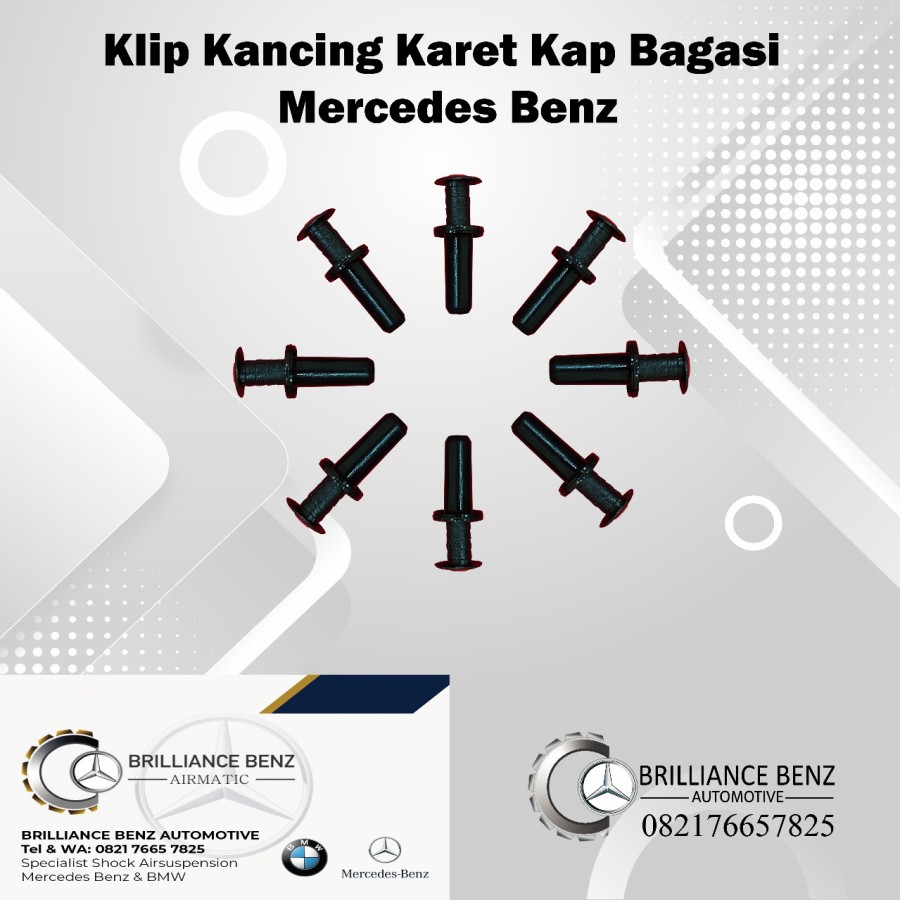 Klip Kancing Karet Kap Bagasi
Mercedes Benz
BRILLIANCE BENZ
AIRMATIC
BRILLIANCE BENZ AUTOMOTIVE
Tel & WA: 0821 7665 7825
Specialist Shock Airsuspension
Mercedes Benz & BMW
BMW
Mercedes-Benz
BRILLIANCE BENZ
AUTOMOTIVE
082176657825